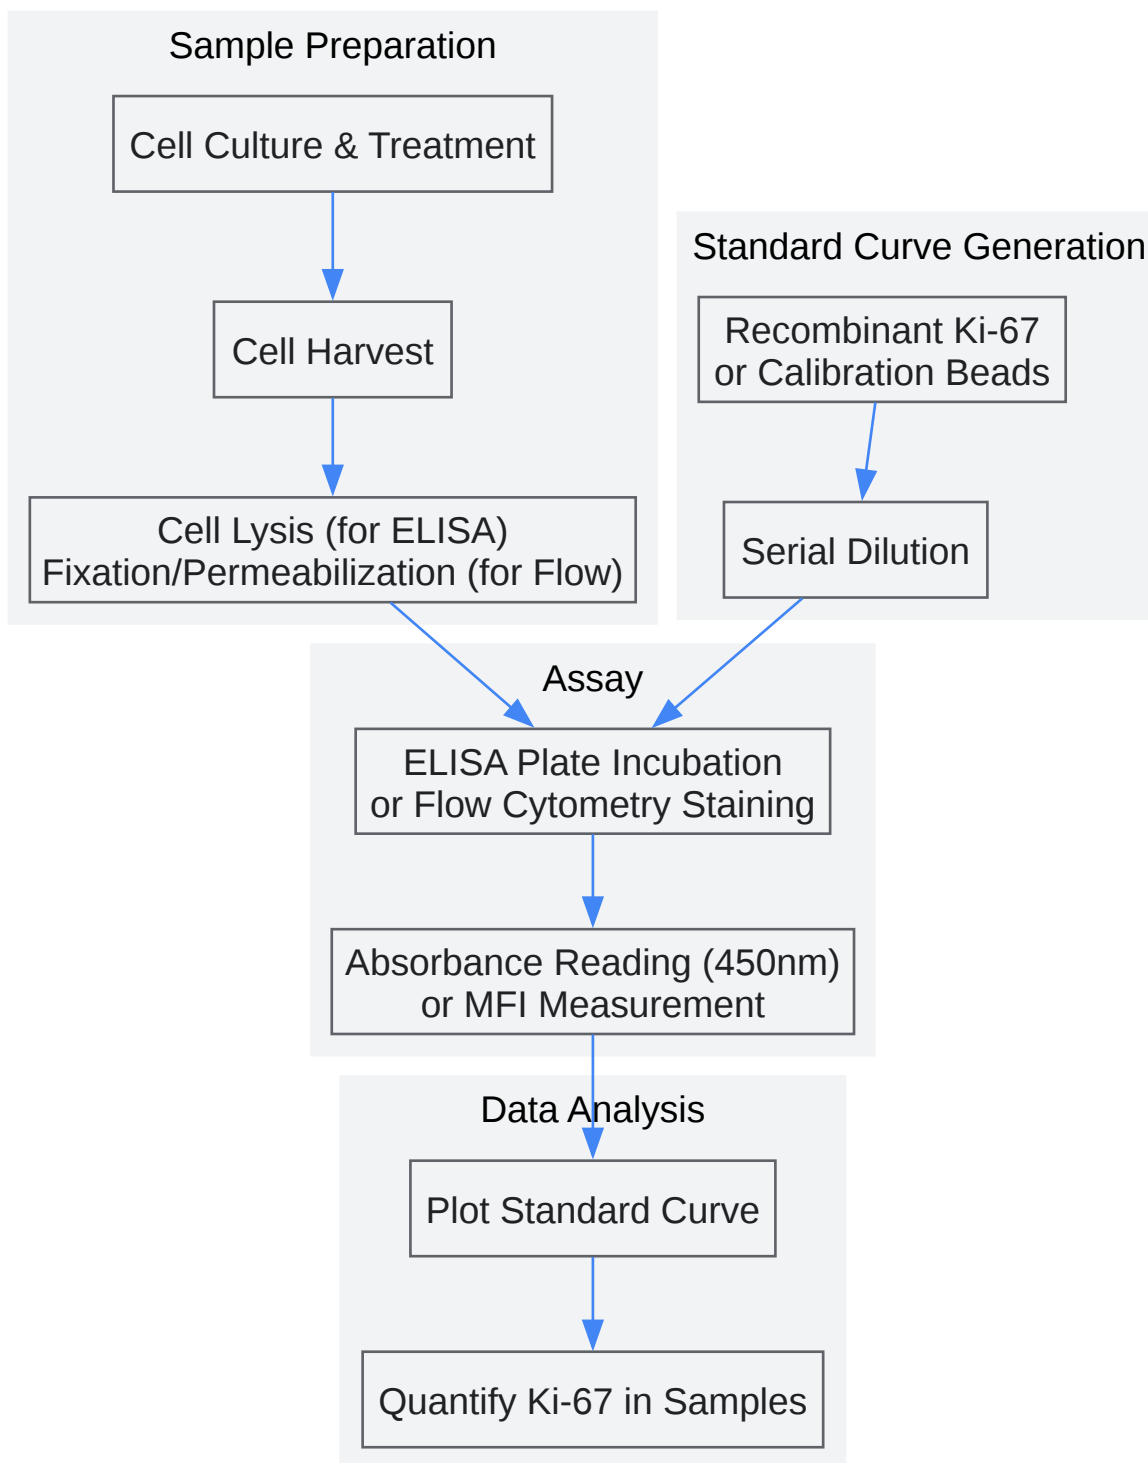 Sample Preparation
Cell Culture & Treatment
Cell Harvest
Cell Lysis (for ELISA)
Fixation/Permeabilization (for Flow)
Standard Curve Generation
Recombinant Ki-67
or Calibration Beads
Serial Dilution
Assay
ELISA Plate Incubation
or Flow Cytometry Staining
Absorbance Reading (450nm)
or MFI Measurement
Data Analysis
Plot Standard Curve
Quantify Ki-67 in Samples